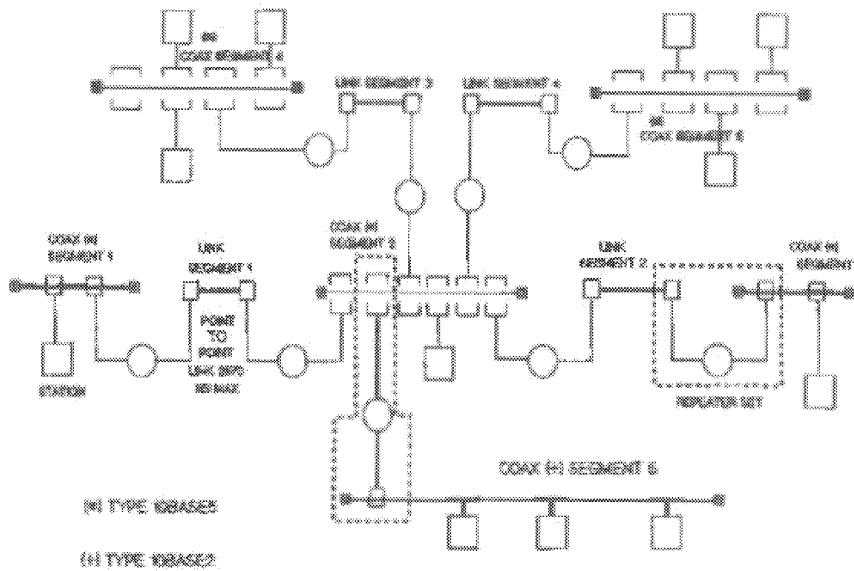 (*)
COAX SEGMENT 4
LINK SEGMENT 3
LINK SEGMENT 4
(*)
COAX SEGMENT 5
COAX (*)
SEGMENT 1
LINK
SEGMENT 1
COAX (*)
SEGMENT 2
LINK
SEGMENT 2
COAX (*)
SEGMENT
POINT
TO
POINT
LINK
MAX
STATION
REPEATER SET
COAX (+) SEGMENT 6
(*) TYPE 10BASE5
(+) TYPE 10BASE2